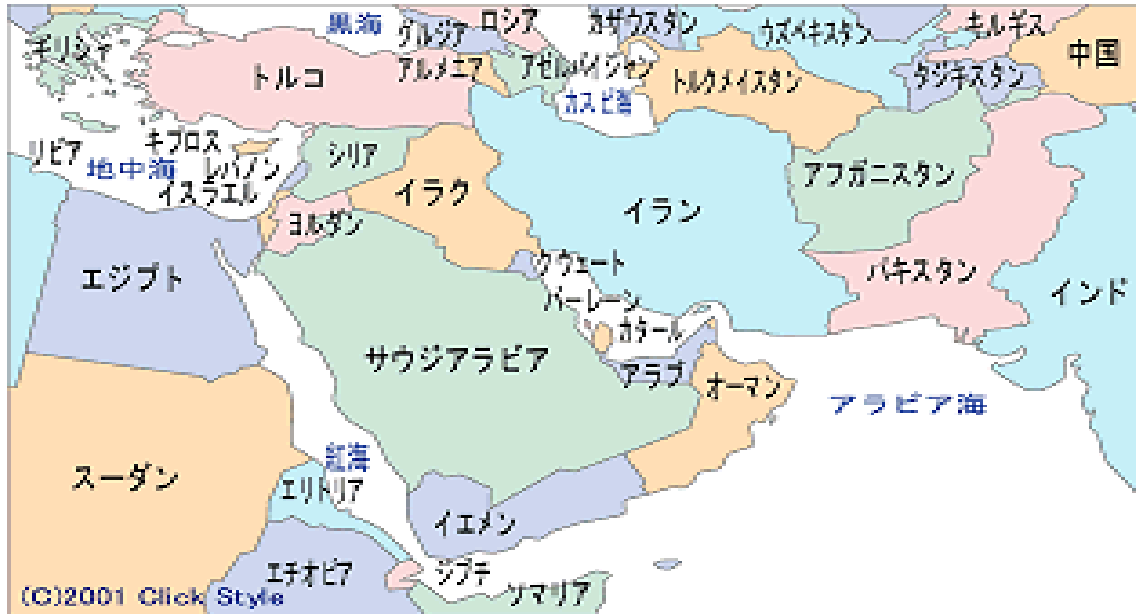 黒海
グルジア
ロシア
カザウスタン
ウズベキスタン
キルギス
中国
ギリシャ
トルコ
アルメニア
アゼルバイジャン
カスピ海
トルクメイスタン
タジキスタン
リビア
地中海
キプロス
レバノン
イスラエル
シリア
イラク
イラン
アフガニスタン
ヨルダン
エジプト
クウェート
バーレーン
カタール
パキスタン
インド
サウジアラビア
アラブ
オーマン
アラビア海
スーダン
紅海
エリトリア
イエメン
エチオピア
ジブチ
ソマリア
(C)2001 Click Style